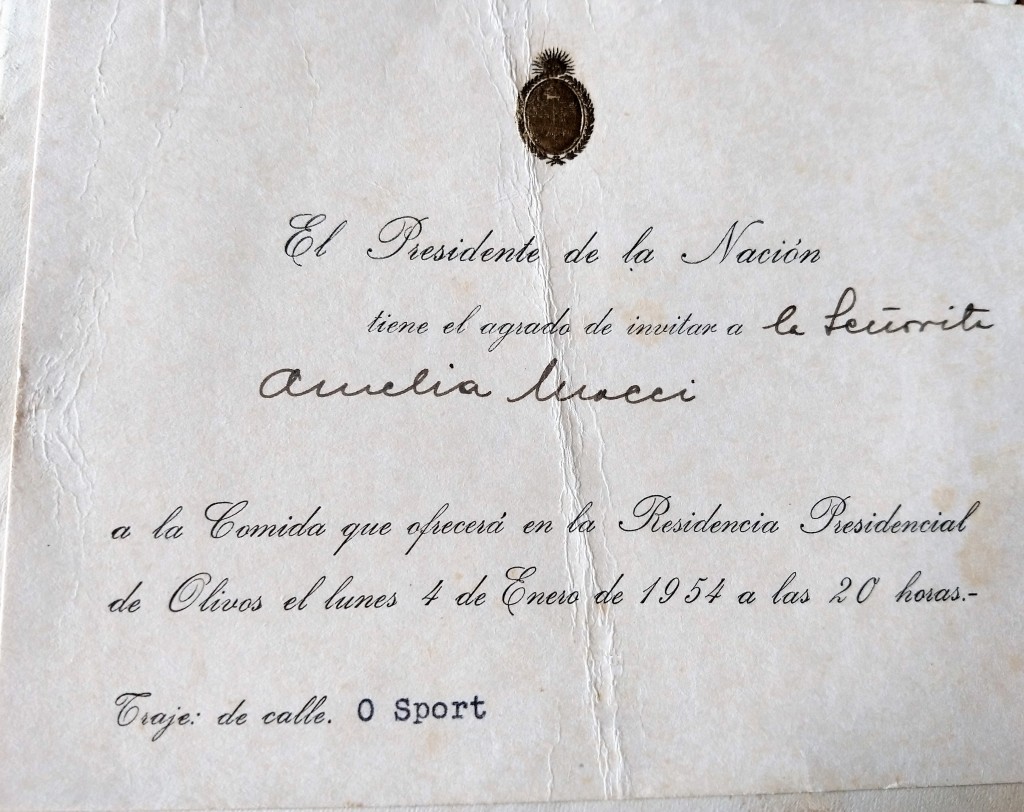 El Presidente de la Nación
tiene el agrado de invitar a la Señorita
Amelia Mocci
a la Comida que ofrecerá en la Residencia Presidencial
de Olivos el lunes 4 de Enero de 1954 a las 20 horas.-
Traje: de calle. O Sport